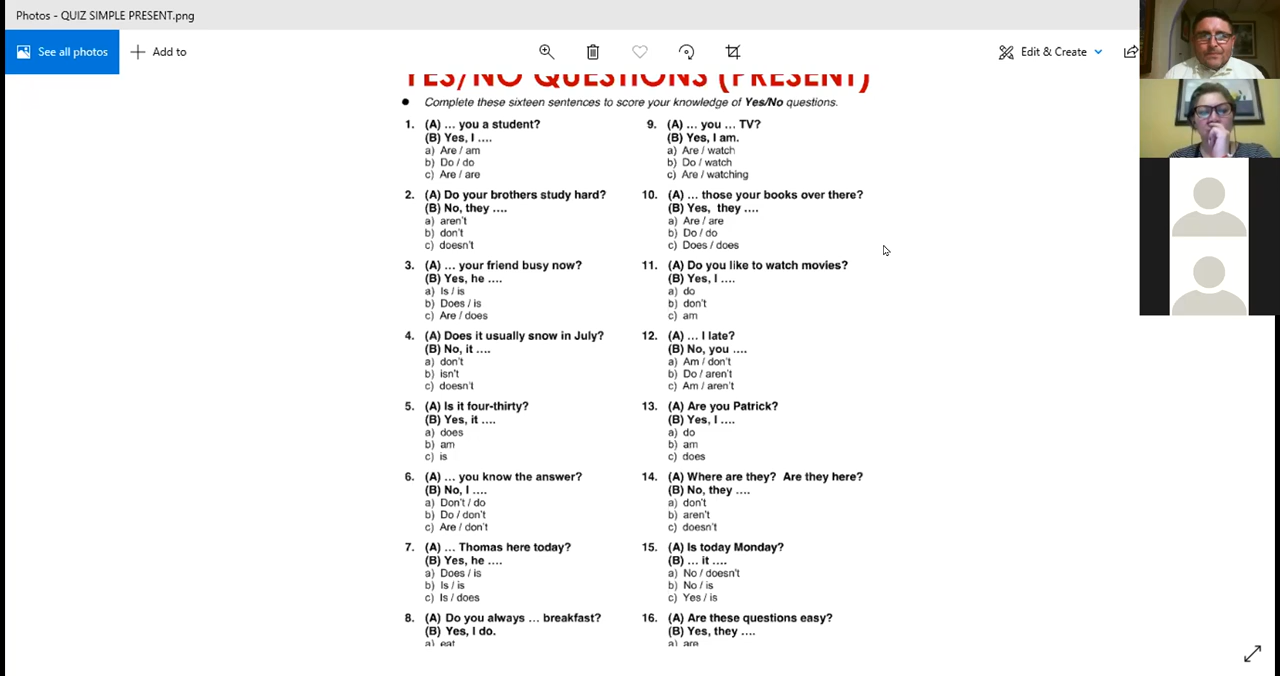 Photos - QUIZ SIMPLE PRESENT.png
See all photos
Add to
Edit & Create
YES/NO QUESTIONS (PRESENT)
Complete these sixteen sentences to score your knowledge of Yes/No questions.
1. (A) ... you a student?
(B) Yes, I ....
a) Are / am
b) Do / do
c) Are / are
2. (A) Do your brothers study hard?
(B) No, they ....
a) aren't
b) don't
c) doesn't
3. (A) ... your friend busy now?
(B) Yes, he ....
a) Is / is
b) Does / is
c) Are / does
4. (A) Does it usually snow in July?
(B) No, it ....
a) don't
b) isn't
c) doesn't
5. (A) Is it four-thirty?
(B) Yes, it ....
a) does
b) am
c) is
6. (A) ... you know the answer?
(B) No, I ....
a) Don't / do
b) Do / don't
c) Are / don't
7. (A) ... Thomas here today?
(B) Yes, he ....
a) Does / is
b) Is / is
c) Is / does
8. (A) Do you always ... breakfast?
(B) Yes, I do.
a) eat
9. (A) ... you ... TV?
(B) Yes, I am.
a) Are / watch
b) Do / watch
c) Are / watching
10. (A) ... those your books over there?
(B) Yes, they ....
a) Are / are
b) Do / do
c) Does / does
11. (A) Do you like to watch movies?
(B) Yes, I ....
a) do
b) don't
c) am
12. (A) ... I late?
(B) No, you ....
a) Am / don't
b) Do / aren't
c) Am / aren't
13. (A) Are you Patrick?
(B) Yes, I ....
a) do
b) am
c) does
14. (A) Where are they? Are they here?
(B) No, they ....
a) don't
b) aren't
c) doesn't
15. (A) Is today Monday?
(B) ... it ....
a) No / doesn't
b) No / is
c) Yes / is
16. (A) Are these questions easy?
(B) Yes, they ....
a) are